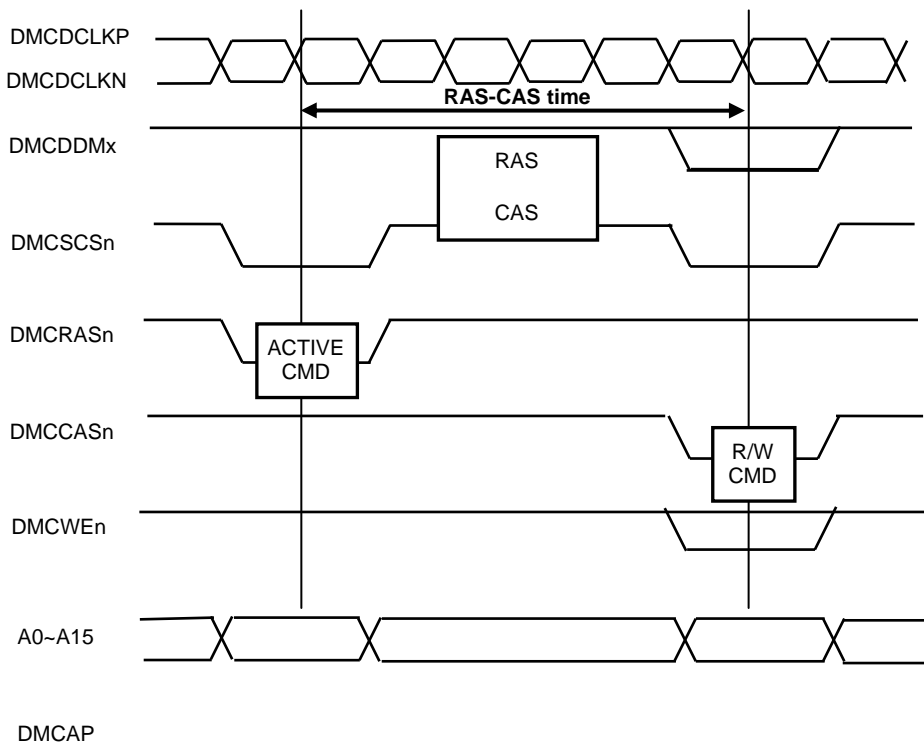 DMCDCLKP
DMCDCLKN
RAS-CAS time
DMCDDMx
RAS
CAS
DMCSCSn
DMCRASn
ACTIVE
CMD
DMCCASn
R/W
CMD
DMCWEn
A0~A15
DMCAP